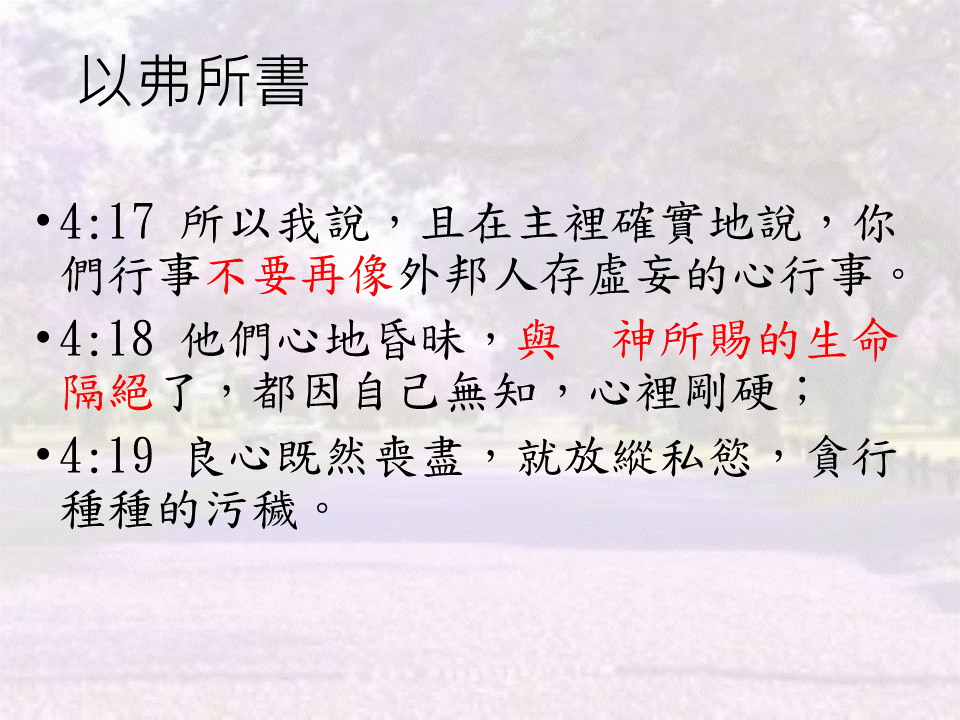 以弗所書
•4:17 所以我說，且在主裡確實地說，你
們行事不要再像外邦人存虛妄的心行事。
•4:18 他們心地昏昧，與　神所賜的生命
隔絕了，都因自己無知，心裡剛硬；
•4:19 良心既然喪盡，就放縱私慾，貪行
種種的污穢。